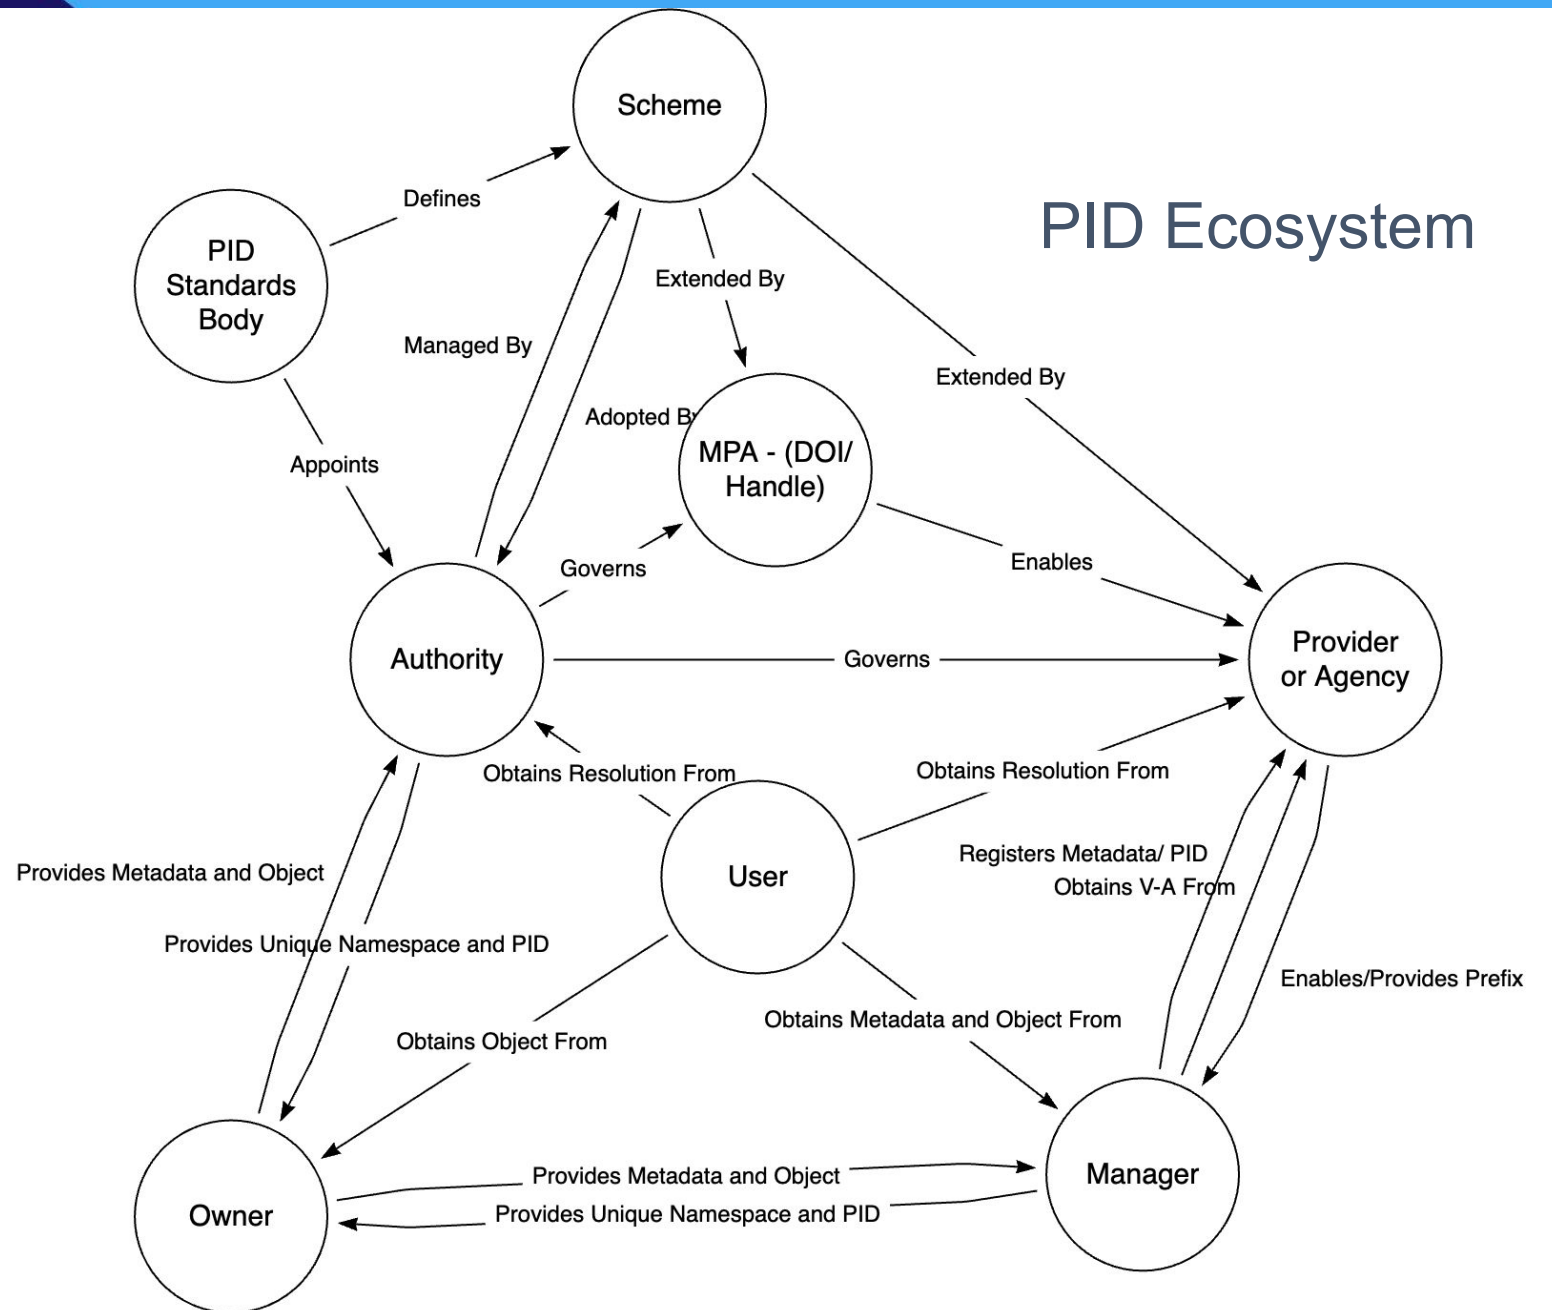 Scheme
PID Ecosystem
Defines
PID
Standards
Body
Extended By
Managed By
Extended By
Adopted By
MPA - (DOI/
Handle)
Appoints
Governs
Enables
Authority
Governs
Provider
or Agency
Obtains Resolution From
Obtains Resolution From
Registers Metadata/ PID
Provides Metadata and Object
User
Obtains V-A From
Provides Unique Namespace and PID
Enables/Provides Prefix
Obtains Metadata and Object From
Obtains Object From
Provides Metadata and Object
Manager
Provides Unique Namespace and PID
Owner